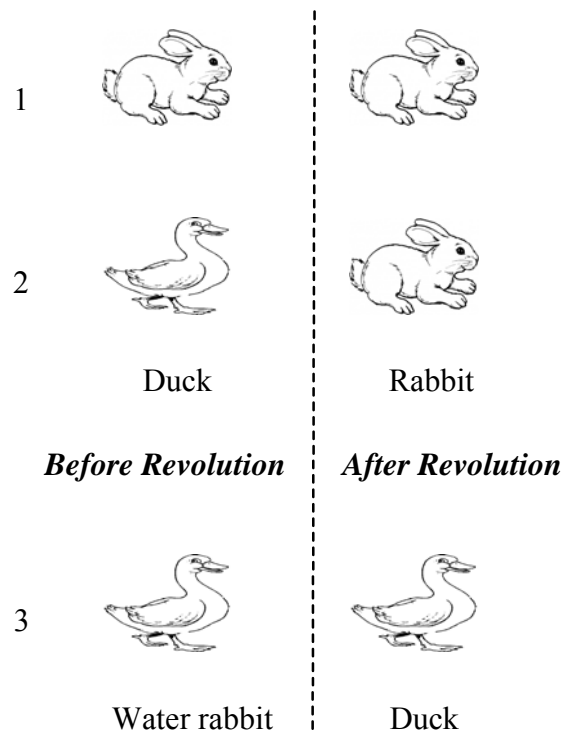 1
2
Duck Rabbit
Before Revolution After Revolution
3
Water rabbit Duck